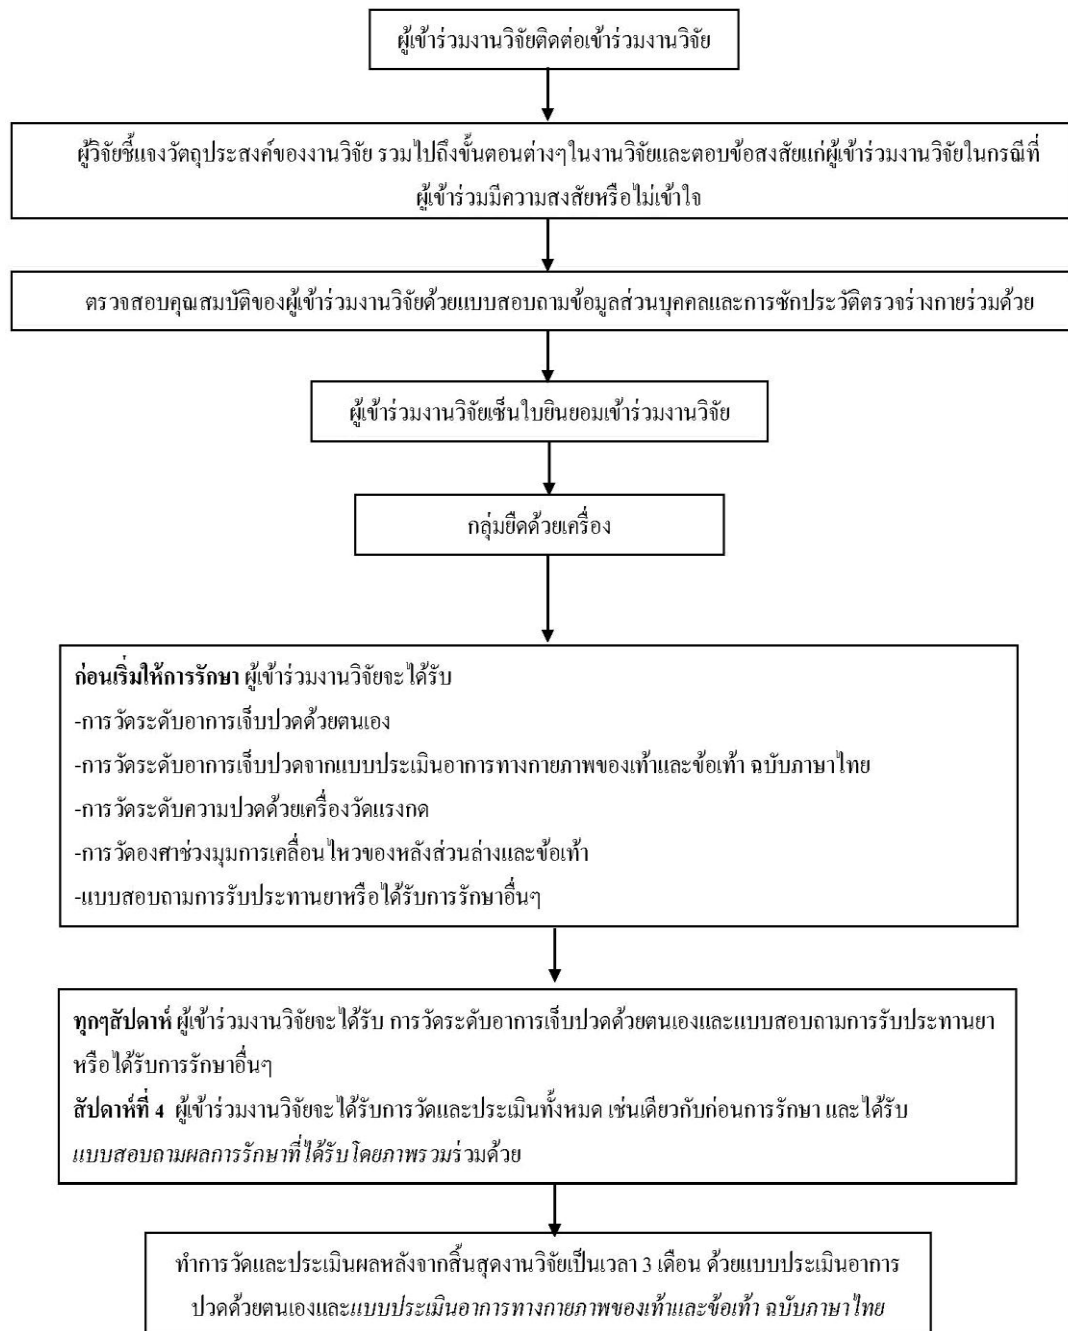 ผู้เข้าร่วมงานวิจัยติดต่อเข้าร่วมงานวิจัย
ผู้วิจัยชี้แจงวัตถุประสงค์ของงานวิจัย รวมไปถึงขั้นตอนต่างๆในงานวิจัยและตอบข้อสงสัยแก่ผู้เข้าร่วมงานวิจัยในกรณีที่
ผู้เข้าร่วมมีความสงสัยหรือไม่เข้าใจ
ตรวจสอบคุณสมบัติของผู้เข้าร่วมงานวิจัยด้วยแบบสอบถามข้อมูลส่วนบุคคลและการซักประวัติตรวจร่างกายร่วมด้วย
ผู้เข้าร่วมงานวิจัยเซ็นใบยินยอมเข้าร่วมงานวิจัย
กลุ่มยืดด้วยเครื่อง
ก่อนเริ่มให้การรักษา ผู้เข้าร่วมงานวิจัยจะได้รับ
-การวัดระดับอาการเจ็บปวดด้วยตนเอง
-การวัดระดับอาการเจ็บปวดจากแบบประเมินอาการทางกายภาพของเท้าและข้อเท้า ฉบับภาษาไทย
-การวัดระดับความปวดด้วยเครื่องวัดแรงกด
-การวัดองศาช่วงมุมการเคลื่อนไหวของหลังส่วนล่างและข้อเท้า
-แบบสอบถามการรับประทานยาหรือได้รับการรักษาอื่นๆ
ทุกๆสัปดาห์ ผู้เข้าร่วมงานวิจัยจะได้รับ การวัดระดับอาการเจ็บปวดด้วยตนเองและแบบสอบถามการรับประทานยา
หรือได้รับการรักษาอื่นๆ
สัปดาห์ที่ 4 ผู้เข้าร่วมงานวิจัยจะได้รับการวัดและประเมินทั้งหมด เช่นเดียวกับก่อนการรักษา และได้รับ
แบบสอบถามผลการรักษาที่ได้รับโดยภาพรวมร่วมด้วย
ทำการวัดและประเมินผลหลังจากสิ้นสุดงานวิจัยเป็นเวลา 3 เดือน ด้วยแบบประเมินอาการ
ปวดด้วยตนเองและแบบประเมินอาการทางกายภาพของเท้าและข้อเท้า ฉบับภาษาไทย